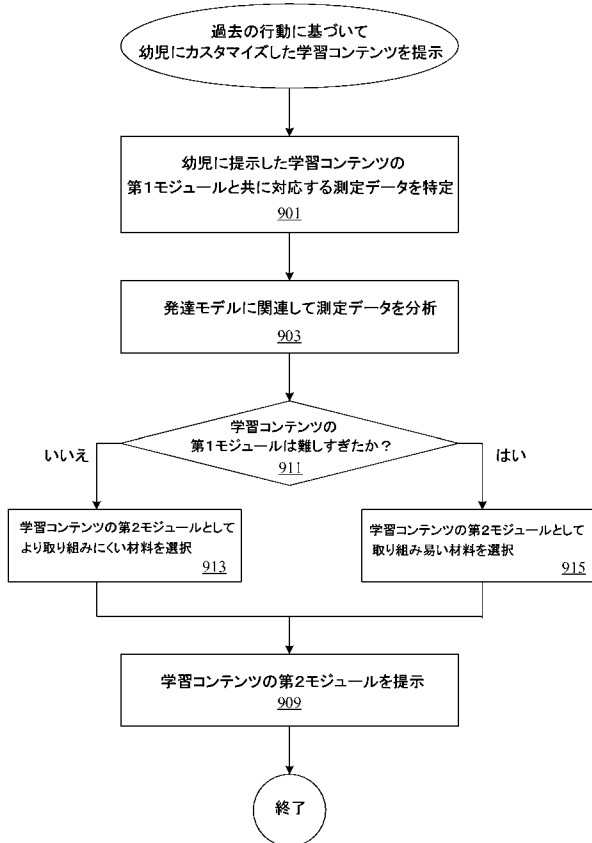 過去の行動に基づいて
幼児にカスタマイズした学習コンテンツを提示
幼児に提示した学習コンテンツの
第1モジュールと共に対応する測定データを特定
901
発達モデルに関連して測定データを分析
903
学習コンテンツの
第1モジュールは難しすぎたか?
911
いいえ
はい
学習コンテンツの第2モジュールとして
より取り組みにくい材料を選択
913
学習コンテンツの第2モジュールとして
取り組み易い材料を選択
915
学習コンテンツの第2モジュールを提示
909
終了